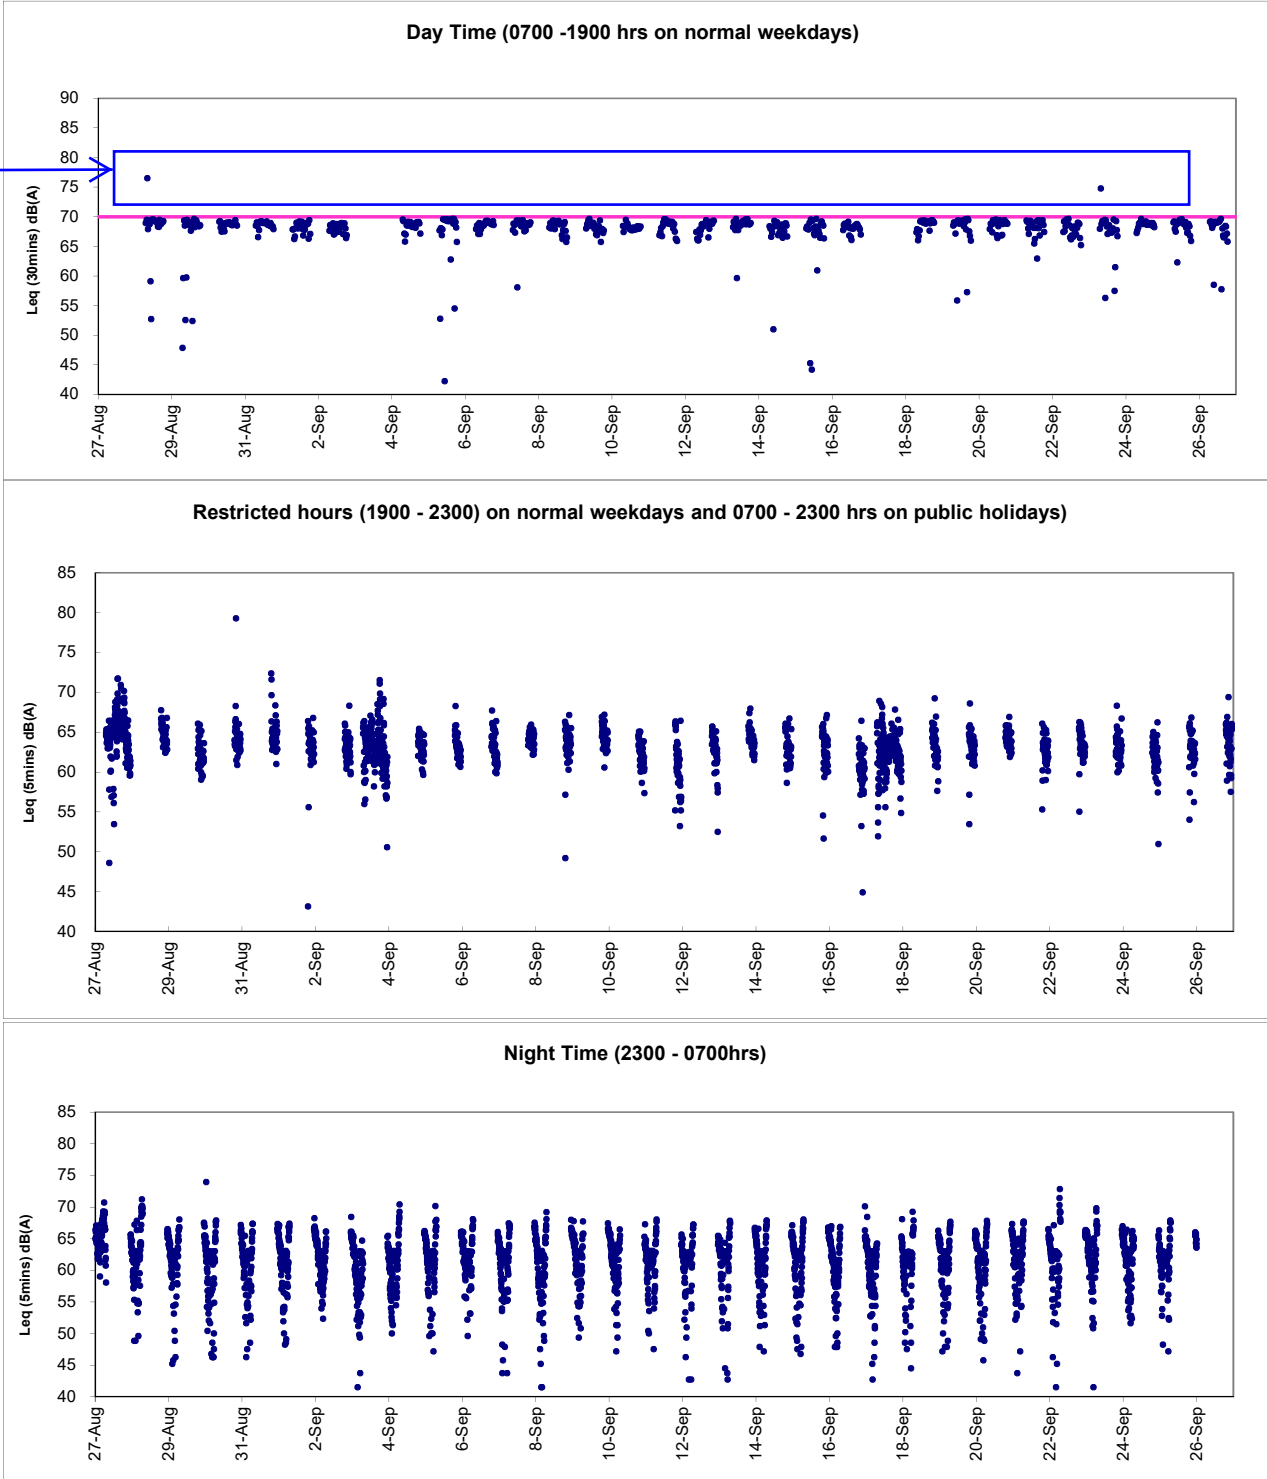 Day Time (0700 -1900 hrs on normal weekdays)
Leq (30mins) dB(A)
90
85
80
75
70
65
60
55
50
45
40
27-Aug
29-Aug
31-Aug
2-Sep
4-Sep
6-Sep
8-Sep
10-Sep
12-Sep
14-Sep
16-Sep
18-Sep
20-Sep
22-Sep
24-Sep
26-Sep
Restricted hours (1900 - 2300) on normal weekdays and 0700 - 2300 hrs on public holidays)
Leq (5mins) dB(A)
85
80
75
70
65
60
55
50
45
40
27-Aug
29-Aug
31-Aug
2-Sep
4-Sep
6-Sep
8-Sep
10-Sep
12-Sep
14-Sep
16-Sep
18-Sep
20-Sep
22-Sep
24-Sep
26-Sep
Night Time (2300 - 0700hrs)
Leq (5mins) dB(A)
85
80
75
70
65
60
55
50
45
40
27-Aug
29-Aug
31-Aug
2-Sep
4-Sep
6-Sep
8-Sep
10-Sep
12-Sep
14-Sep
16-Sep
18-Sep
20-Sep
22-Sep
24-Sep
26-Sep